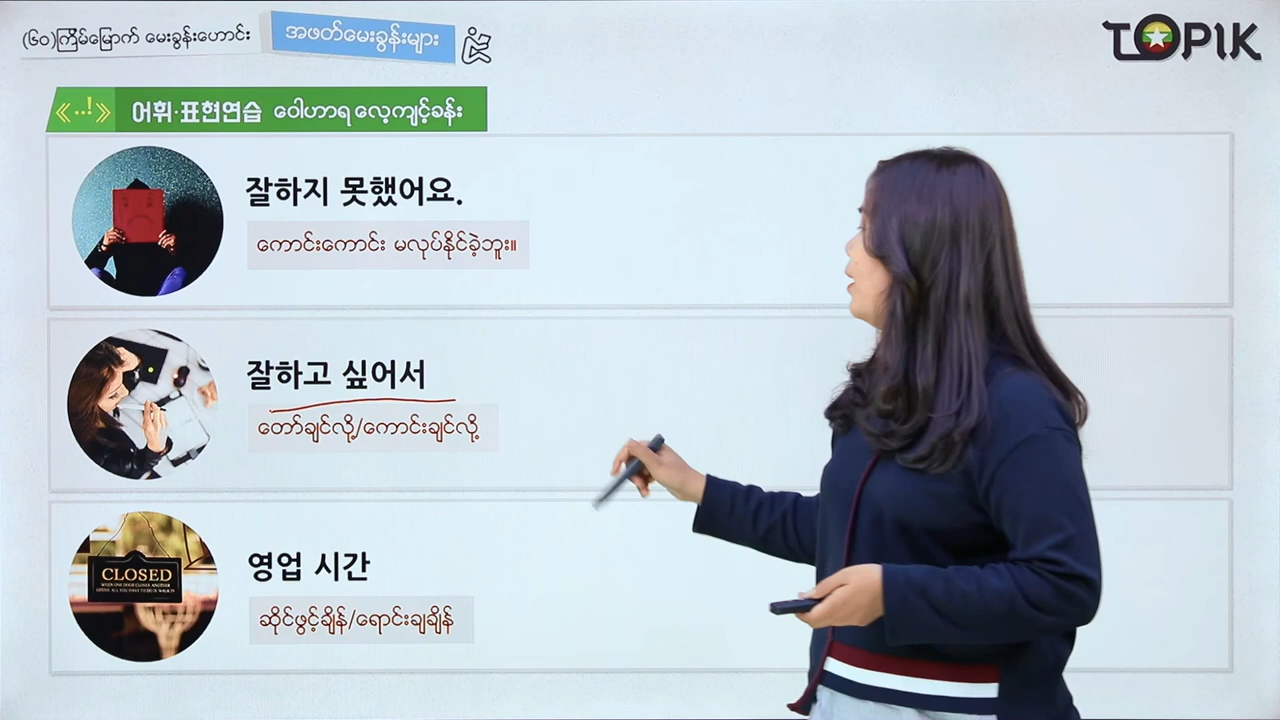 (၆၀)ကြိမ်မြောက် မေးခွန်းဟောင်း
အဖတ်မေးခွန်းများ
TOPIK
어휘·표현연습 ဝေါဟာရ လေ့ကျင့်ခန်း
잘하지 못했어요.
ကောင်းကောင်း မလုပ်နိုင်ခဲ့ဘူး။
잘하고 싶어서
တော်ချင်လို့/ကောင်းချင်လို့
CLOSED
영업 시간
ဆိုင်ဖွင့်ချိန်/ရောင်းချချိန်